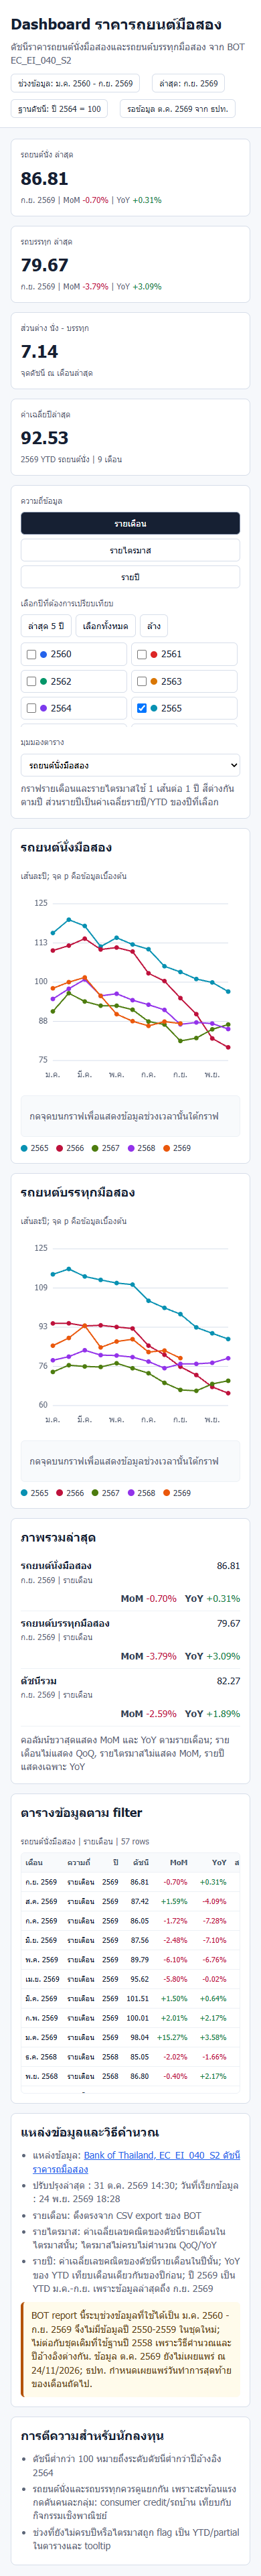 Dashboard ราคารถยนต์มือสอง
ดัชนีราคารถยนต์นั่งมือสองและรถยนต์บรรทุกมือสอง จาก BOT
EC_EI_040_S2
ช่วงข้อมูล: ม.ค. 2560 - ก.ย. 2569
ล่าสุด: ก.ย. 2569
ฐานดัชนี: ปี 2564 = 100
รอข้อมูล ต.ค. 2569 จาก ธปท.
รถยนต์นั่ง ล่าสุด
86.81
ก.ย. 2569 | MoM -0.70% | YoY +0.31%
รถบรรทุก ล่าสุด
79.67
ก.ย. 2569 | MoM -3.79% | YoY +3.09%
ส่วนต่าง นั่ง - บรรทุก
7.14
จุดดัชนี ณ เดือนล่าสุด
ค่าเฉลี่ยปีล่าสุด
92.53
2569 YTD รถยนต์นั่ง | 9 เดือน
ความถี่ข้อมูล
รายเดือน
รายไตรมาส
รายปี
เลือกปีที่ต้องการเปรียบเทียบ
ล่าสุด 5 ปี
เลือกทั้งหมด
ล้าง
2560
2561
2562
2563
2564
2565
มุมมองตาราง
รถยนต์นั่งมือสอง
กราฟรายเดือนและรายไตรมาสใช้ 1 เส้นต่อ 1 ปี สีต่างกัน
ตามปี ส่วนรายปีเป็นค่าเฉลี่ยรายปี/YTD ของปีที่เลือก
รถยนต์นั่งมือสอง
เส้นละปี; จุด p คือข้อมูลเบื้องต้น
125
113
100
88
75
ม.ค. มี.ค. พ.ค. ก.ค. ก.ย. พ.ย.
กดจุดบนกราฟเพื่อแสดงข้อมูลช่วงเวลานั้นใต้กราฟ
2565 2566 2567 2568 2569
รถยนต์บรรทุกมือสอง
เส้นละปี; จุด p คือข้อมูลเบื้องต้น
125
109
93
76
60
ม.ค. มี.ค. พ.ค. ก.ค. ก.ย. พ.ย.
กดจุดบนกราฟเพื่อแสดงข้อมูลช่วงเวลานั้นใต้กราฟ
2565 2566 2567 2568 2569
ภาพรวมล่าสุด
รถยนต์นั่งมือสอง 86.81
ก.ย. 2569 | รายเดือน
MoM -0.70% YoY +0.31%
รถยนต์บรรทุกมือสอง 79.67
ก.ย. 2569 | รายเดือน
MoM -3.79% YoY +3.09%
ดัชนีรวม 82.27
ก.ย. 2569 | รายเดือน
MoM -2.59% YoY +1.89%
คอลัมน์ขวาสุดแสดง MoM และ YoY ตามรายเดือน; ราย
เดือนไม่แสดง QoQ, รายไตรมาสไม่แสดง MoM, รายปี
แสดงเฉพาะ YoY
ตารางข้อมูลตาม filter
รถยนต์นั่งมือสอง | รายเดือน | 57 rows
เดือน ความถี่ ปี ดัชนี MoM YoY ส
ก.ย. 2569 รายเดือน 2569 86.81 -0.70% +0.31%
ส.ค. 2569 รายเดือน 2569 87.42 +1.59% -4.09%
ก.ค. 2569 รายเดือน 2569 86.05 -1.72% -7.28%
มิ.ย. 2569 รายเดือน 2569 87.56 -2.48% -7.10%
พ.ค. 2569 รายเดือน 2569 89.79 -6.10% -6.76%
เม.ย. 2569 รายเดือน 2569 95.62 -5.80% -0.02%
มี.ค. 2569 รายเดือน 2569 101.51 +1.50% +0.64%
ก.พ. 2569 รายเดือน 2569 100.01 +2.01% +2.17%
ม.ค. 2569 รายเดือน 2569 98.04 +15.27% +3.58%
ธ.ค. 2568 รายเดือน 2568 85.05 -2.02% -1.66%
พ.ย. 2568 รายเดือน 2568 86.80 -0.40% +2.17%
แหล่งข้อมูลและวิธีคำนวณ
แหล่งข้อมูล: Bank of Thailand, EC_EI_040_S2 ดัชนี
ราคารถมือสอง
ปรับปรุงล่าสุด : 31 ต.ค. 2569 14:30; วันที่เรียกข้อมูล
: 24 พ.ย. 2569 18:28
รายเดือน: ดึงตรงจาก CSV export ของ BOT
รายไตรมาส: ค่าเฉลี่ยเลขคณิตของดัชนีรายเดือนใน
ไตรมาสนั้น; ไตรมาสไม่ครบไม่คำนวณ QoQ/YoY
รายปี: ค่าเฉลี่ยเลขคณิตของดัชนีรายเดือนในปีนั้น; YoY
ของ YTD เทียบเดือนเดียวกันของปีก่อน; ปี 2569 เป็น
YTD ม.ค.-ก.ย. เพราะข้อมูลล่าสุดถึง ก.ย. 2569
BOT report นี้ระบุช่วงข้อมูลที่ใช้ได้เป็น ม.ค. 2560 -
ก.ย. 2569 จึงไม่มีข้อมูลปี 2550-2559 ในชุดใหม่;
ไม่ต่อกับชุดเดิมที่ใช้ฐานปี 2558 เพราะวิธีคำนวณและ
ปีอ้างอิงต่างกัน. ข้อมูล ต.ค. 2569 ยังไม่เผยแพร่ ณ
24/11/2026; ธปท. กำหนดเผยแพร่วันทำการสุดท้าย
ของเดือนถัดไป.
การตีความสำหรับนักลงทุน
ดัชนีต่ำกว่า 100 หมายถึงระดับดัชนีต่ำกว่าปีอ้างอิง
2564
รถยนต์นั่งและรถบรรทุกควรดูแยกกัน เพราะสะท้อนแรง
กดดันคนละกลุ่ม: consumer credit/รถบ้าน เทียบกับ
กิจกรรมเชิงพาณิชย์
ช่วงที่ยังไม่ครบปีหรือไตรมาสถูก flag เป็น YTD/partial
ในตารางและ tooltip